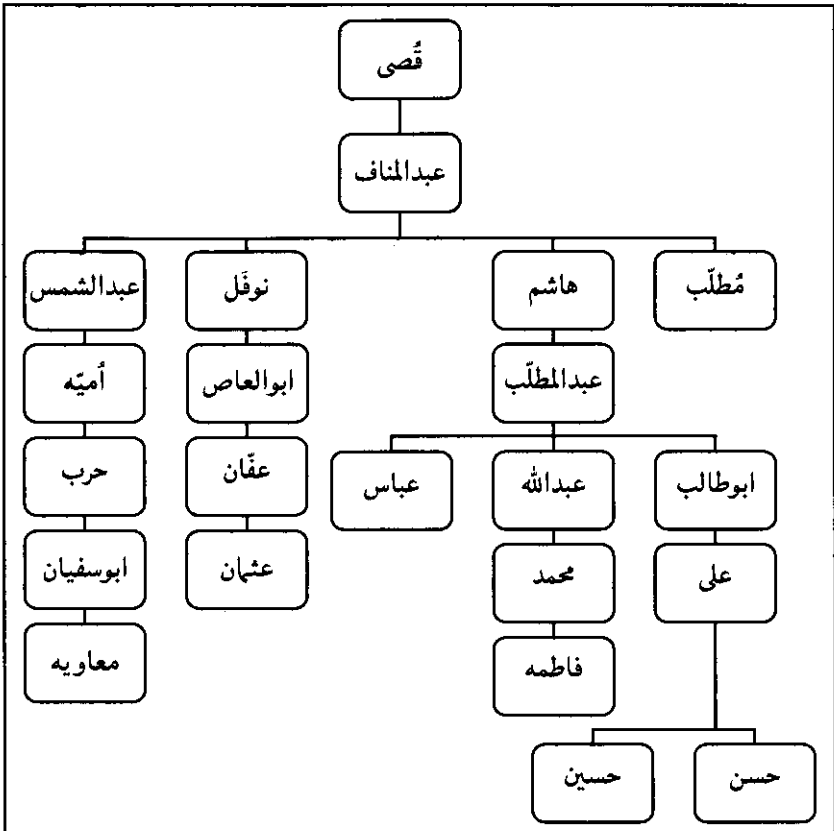 قُصی
عبدالمناف
مُطلّب
هاشم
نوفَل
عبدالشمس
عبدالمطلّب
ابوالعاص
اُمیّه
ابوطالب
عبدالله
عباس
عفّان
حرب
علی
محمد
عثمان
ابوسفیان
فاطمه
معاویه
حسن
حسین